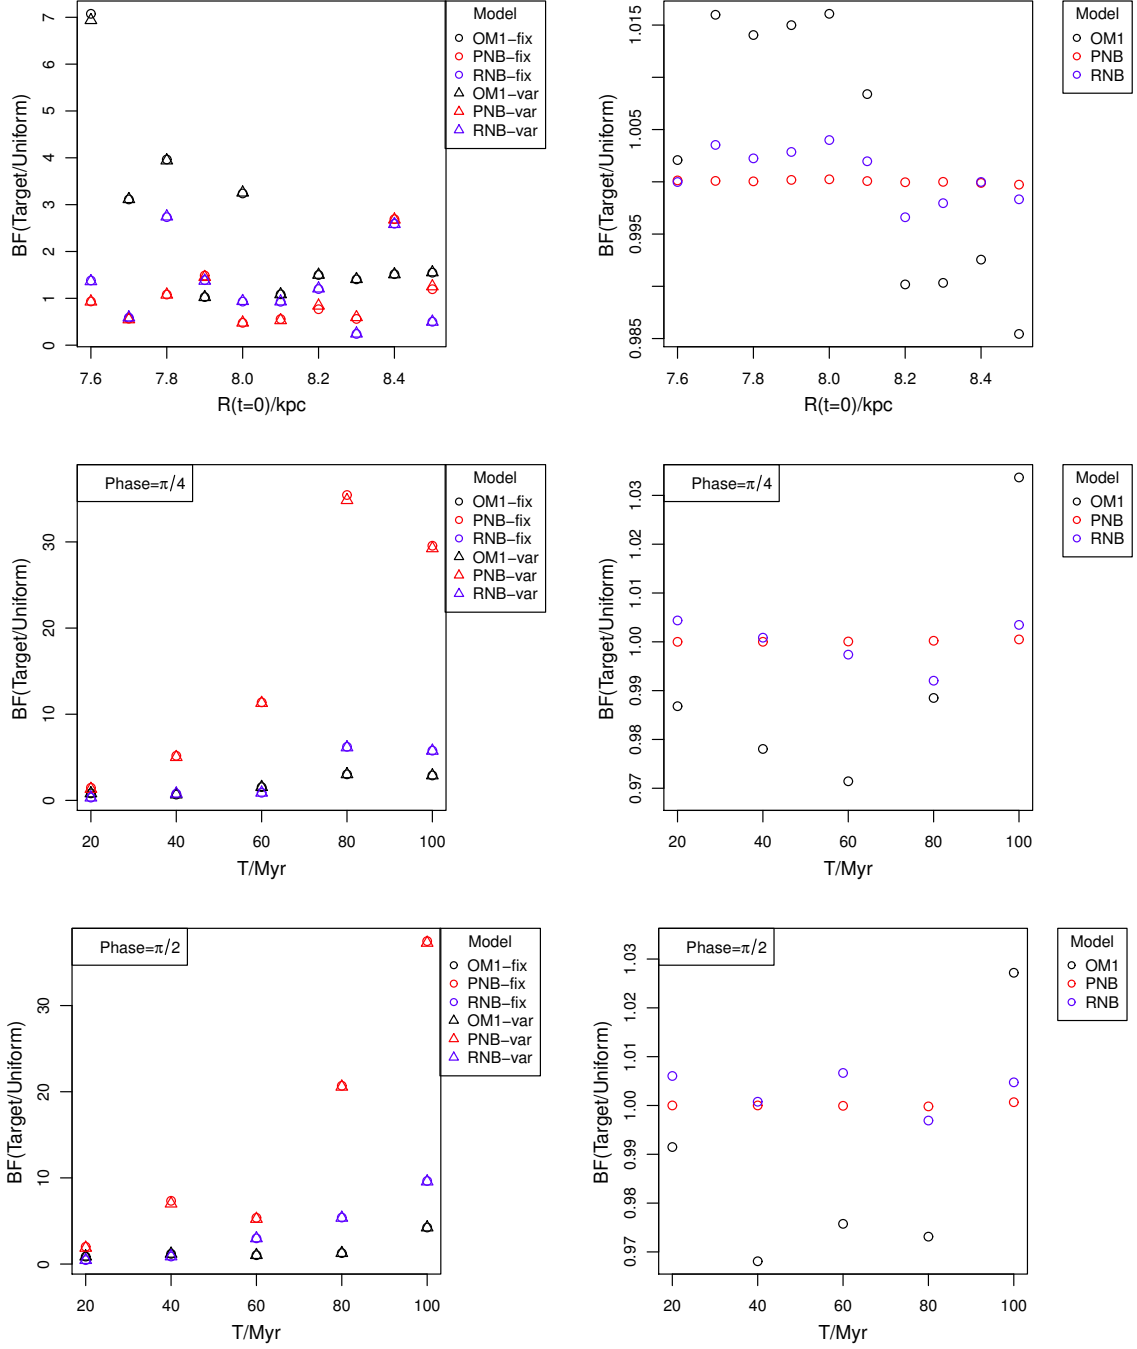 Model
OM1−fix
PNB−fix
RNB−fix
OM1−var
PNB−var
RNB−var
BF(Target/Uniform)
0
1
2
3
4
5
6
7
7.6
7.8
8.0
8.2
8.4
R(t=0)/kpc
Model
OM1
PNB
RNB
BF(Target/Uniform)
0.985
0.995
1.005
1.015
7.6
7.8
8.0
8.2
8.4
R(t=0)/kpc
Phase=π/4
Model
OM1−fix
PNB−fix
RNB−fix
OM1−var
PNB−var
RNB−var
BF(Target/Uniform)
0
10
20
30
20
40
60
80
100
T/Myr
Phase=π/4
Model
OM1
PNB
RNB
BF(Target/Uniform)
0.97
0.98
0.99
1.00
1.01
1.02
1.03
20
40
60
80
100
T/Myr
Phase=π/2
Model
OM1−fix
PNB−fix
RNB−fix
OM1−var
PNB−var
RNB−var
BF(Target/Uniform)
0
10
20
30
20
40
60
80
100
T/Myr
Phase=π/2
Model
OM1
PNB
RNB
BF(Target/Uniform)
0.97
0.98
0.99
1.00
1.01
1.02
1.03
20
40
60
80
100
T/Myr